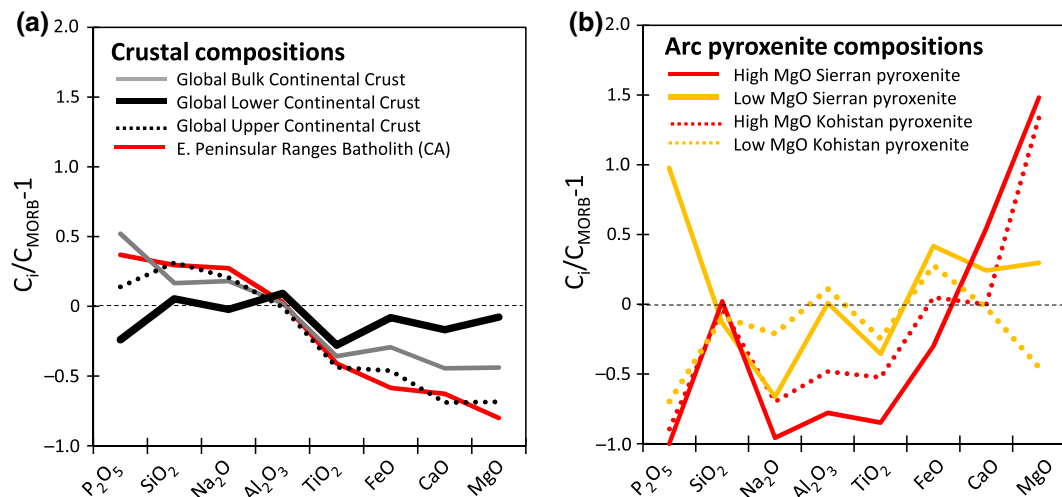 (a)
Crustal compositions
Global Bulk Continental Crust
Global Lower Continental Crust
Global Upper Continental Crust
E. Peninsular Ranges Batholith (CA)
2.0
1.5
1.0
0.5
0
−0.5
−1.0
Ci/CMORB-1
P2O5
SiO2
Na2O
Al2O3
TiO2
FeO
CaO
MgO
(b)
Arc pyroxenite compositions
High MgO Sierran pyroxenite
Low MgO Sierran pyroxenite
High MgO Kohistan pyroxenite
Low MgO Kohistan pyroxenite
2.0
1.5
1.0
0.5
0
−0.5
−1.0
Ci/CMORB-1
P2O5
SiO2
Na2O
Al2O3
TiO2
FeO
CaO
MgO